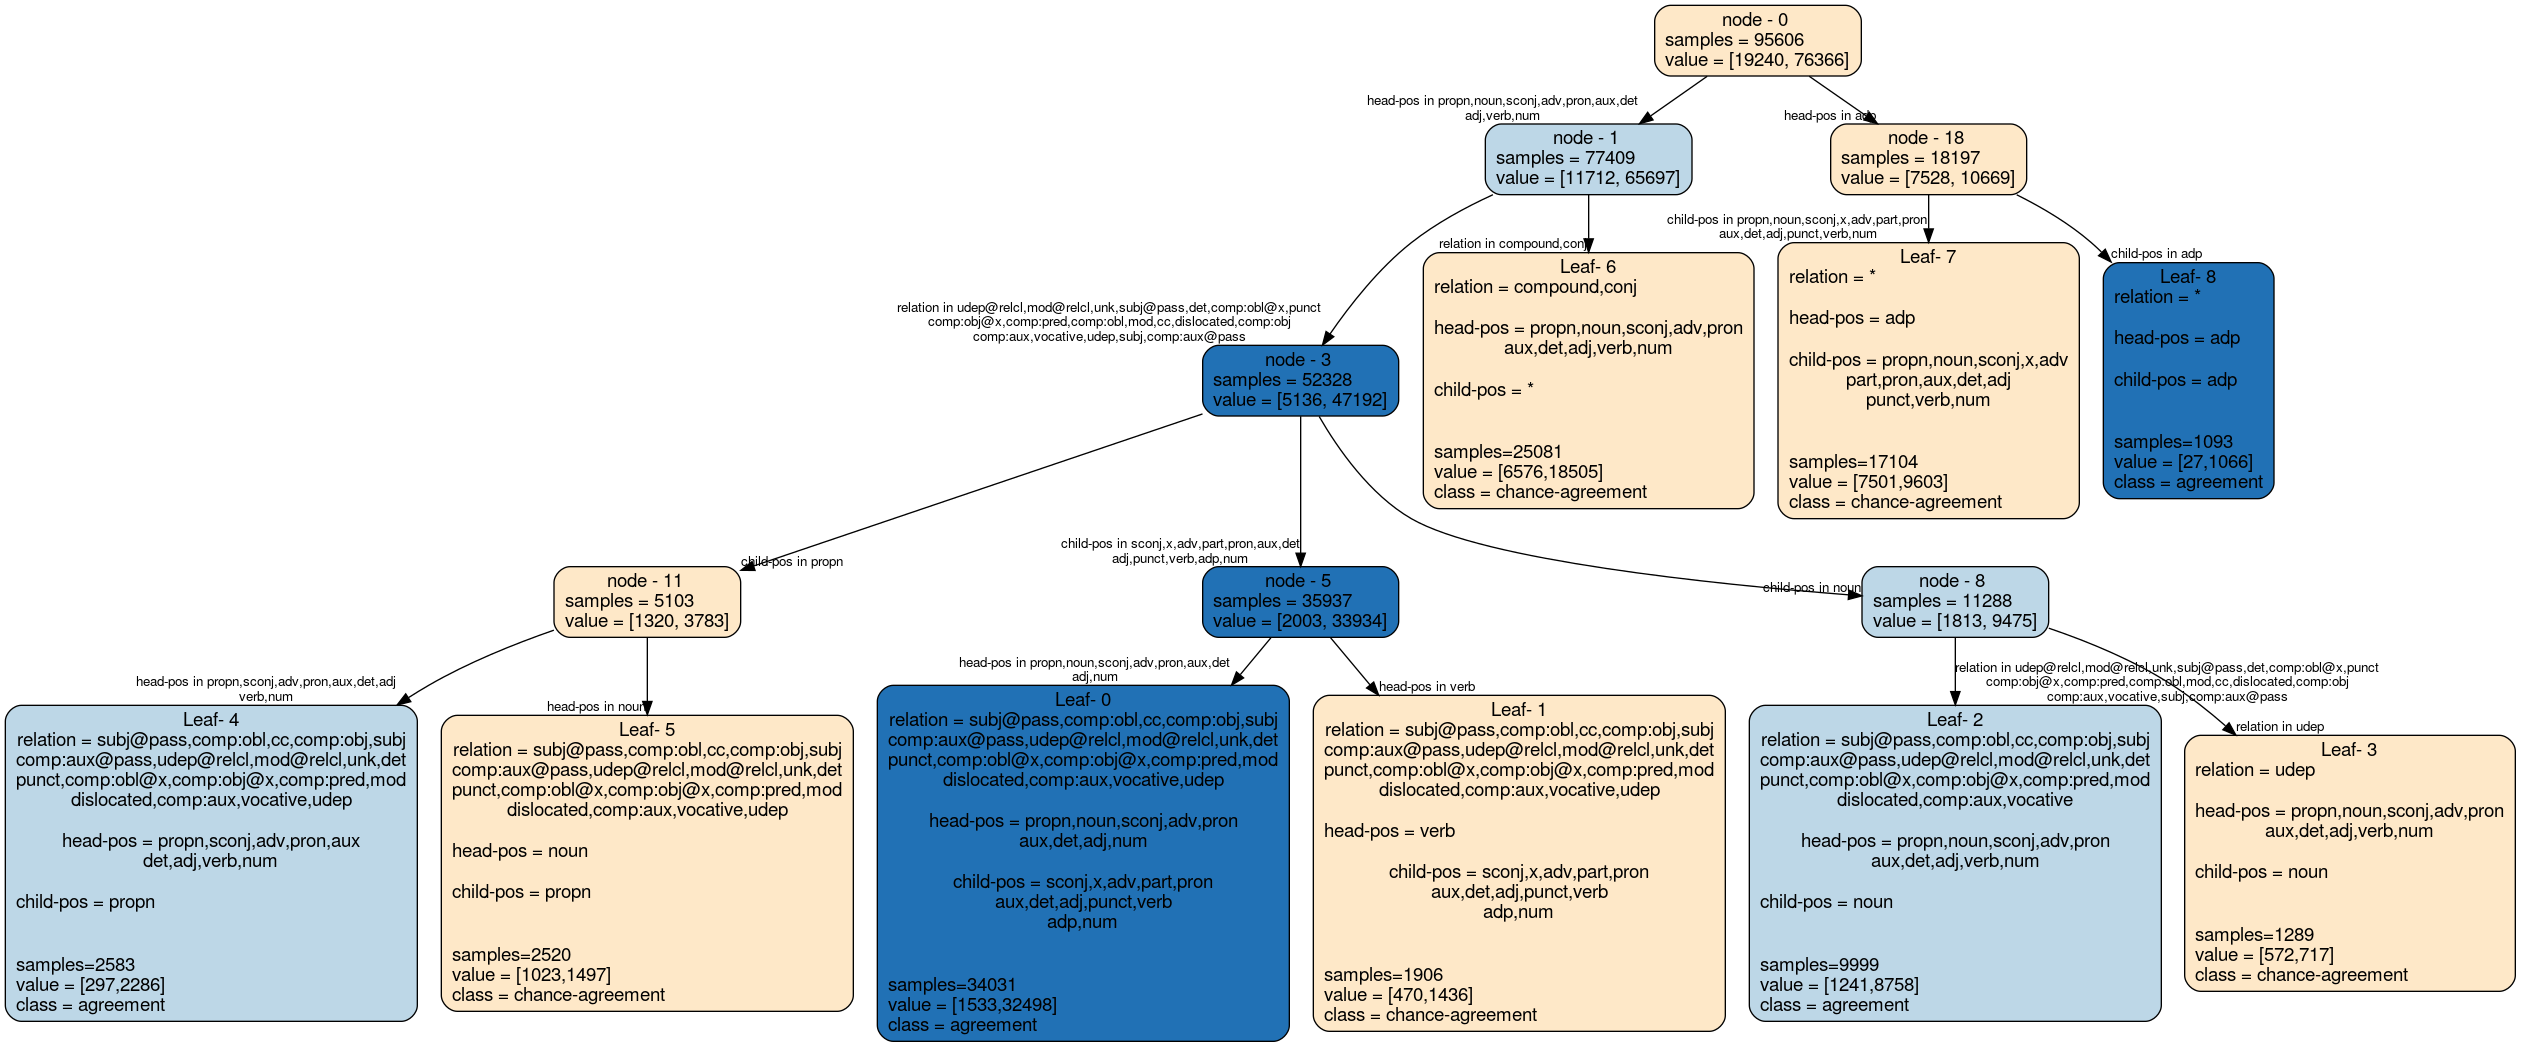 node - 0
samples = 95606
value = [19240, 76366]
head-pos in propn,noun,sconj,adv,pron,aux,det
adj,verb,num
head-pos in adp
node - 1
samples = 77409
value = [11712, 65697]
node - 18
samples = 18197
value = [7528, 10669]
relation in compound,conj
child-pos in propn,noun,sconj,x,adv,part,pron
aux,det,adj,punct,verb,num
child-pos in adp
Leaf- 6
relation = compound,conj
head-pos = propn,noun,sconj,adv,pron
aux,det,adj,verb,num
child-pos = *
samples=25081
value = [6576,18505]
class = chance-agreement
Leaf- 7
relation = *
head-pos = adp
child-pos = propn,noun,sconj,x,adv
part,pron,aux,det,adj
punct,verb,num
samples=17104
value = [7501,9603]
class = chance-agreement
Leaf- 8
relation = *
head-pos = adp
child-pos = adp
samples=1093
value = [27,1066]
class = agreement
relation in udep@relcl,mod@relcl,unk,subj@pass,det,comp:obl@x,punct
comp:obj@x,comp:pred,comp:obl,mod,cc,dislocated,comp:obj
comp:aux,vocative,udep,subj,comp:aux@pass
node - 3
samples = 52328
value = [5136, 47192]
child-pos in propn
child-pos in sconj,x,adv,part,pron,aux,det
adj,punct,verb,adp,num
child-pos in noun
node - 11
samples = 5103
value = [1320, 3783]
node - 5
samples = 35937
value = [2003, 33934]
node - 8
samples = 11288
value = [1813, 9475]
head-pos in propn,sconj,adv,pron,aux,det,adj
verb,num
head-pos in noun
head-pos in propn,noun,sconj,adv,pron,aux,det
adj,num
head-pos in verb
relation in udep@relcl,mod@relcl,unk,subj@pass,det,comp:obl@x,punct
comp:obj@x,comp:pred,comp:obl,mod,cc,dislocated,comp:obj
comp:aux,vocative,subj,comp:aux@pass
relation in udep
Leaf- 4
relation = subj@pass,comp:obl,cc,comp:obj,subj
comp:aux@pass,udep@relcl,mod@relcl,unk,det
punct,comp:obl@x,comp:obj@x,comp:pred,mod
dislocated,comp:aux,vocative,udep
head-pos = propn,sconj,adv,pron,aux
det,adj,verb,num
child-pos = propn
samples=2583
value = [297,2286]
class = agreement
Leaf- 5
relation = subj@pass,comp:obl,cc,comp:obj,subj
comp:aux@pass,udep@relcl,mod@relcl,unk,det
punct,comp:obl@x,comp:obj@x,comp:pred,mod
dislocated,comp:aux,vocative,udep
head-pos = noun
child-pos = propn
samples=2520
value = [1023,1497]
class = chance-agreement
Leaf- 0
relation = subj@pass,comp:obl,cc,comp:obj,subj
comp:aux@pass,udep@relcl,mod@relcl,unk,det
punct,comp:obl@x,comp:obj@x,comp:pred,mod
dislocated,comp:aux,vocative,udep
head-pos = propn,noun,sconj,adv,pron
aux,det,adj,num
child-pos = sconj,x,adv,part,pron
aux,det,adj,punct,verb
adp,num
samples=34031
value = [1533,32498]
class = agreement
Leaf- 1
relation = subj@pass,comp:obl,cc,comp:obj,subj
comp:aux@pass,udep@relcl,mod@relcl,unk,det
punct,comp:obl@x,comp:obj@x,comp:pred,mod
dislocated,comp:aux,vocative,udep
head-pos = verb
child-pos = sconj,x,adv,part,pron
aux,det,adj,punct,verb
adp,num
samples=1906
value = [470,1436]
class = chance-agreement
Leaf- 2
relation = subj@pass,comp:obl,cc,comp:obj,subj
comp:aux@pass,udep@relcl,mod@relcl,unk,det
punct,comp:obl@x,comp:obj@x,comp:pred,mod
dislocated,comp:aux,vocative
head-pos = propn,noun,sconj,adv,pron
aux,det,adj,verb,num
child-pos = noun
samples=9999
value = [1241,8758]
class = agreement
Leaf- 3
relation = udep
head-pos = propn,noun,sconj,adv,pron
aux,det,adj,verb,num
child-pos = noun
samples=1289
value = [572,717]
class = chance-agreement